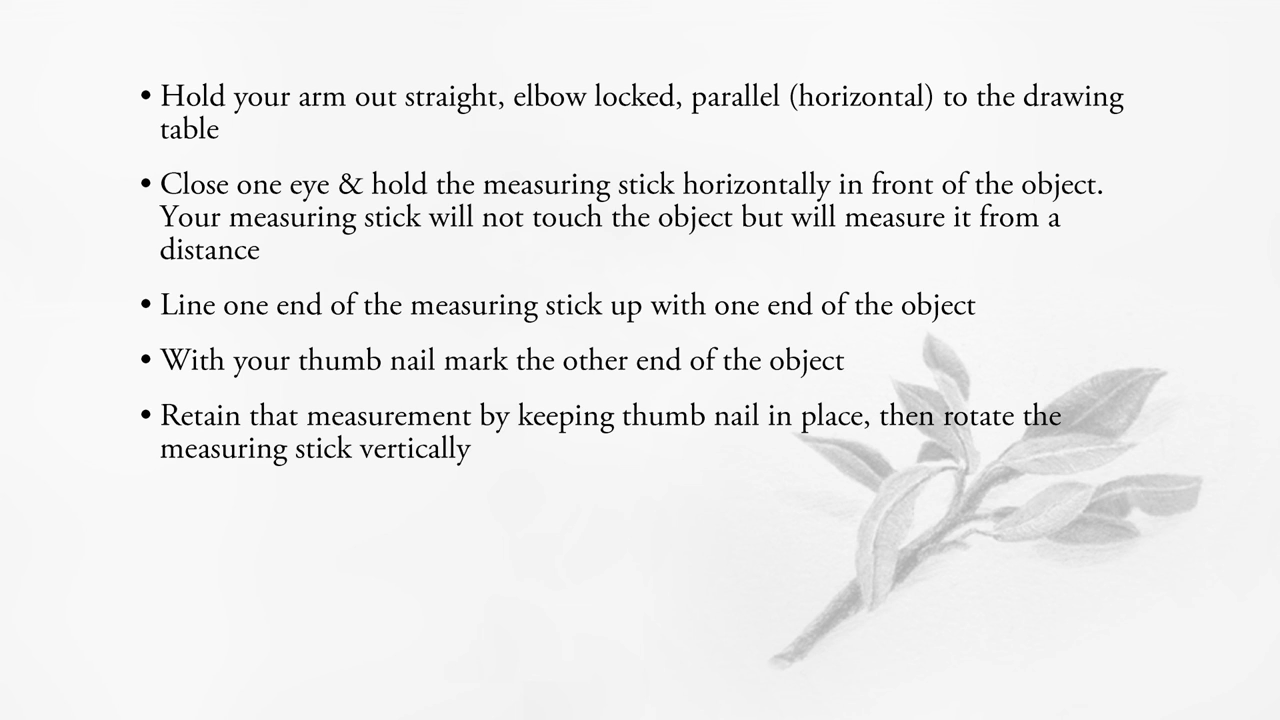 • Hold your arm out straight, elbow locked, parallel (horizontal) to the drawing
table
• Close one eye & hold the measuring stick horizontally in front of the object.
Your measuring stick will not touch the object but will measure it from a
distance
• Line one end of the measuring stick up with one end of the object
• With your thumb nail mark the other end of the object
• Retain that measurement by keeping thumb nail in place, then rotate the
measuring stick vertically